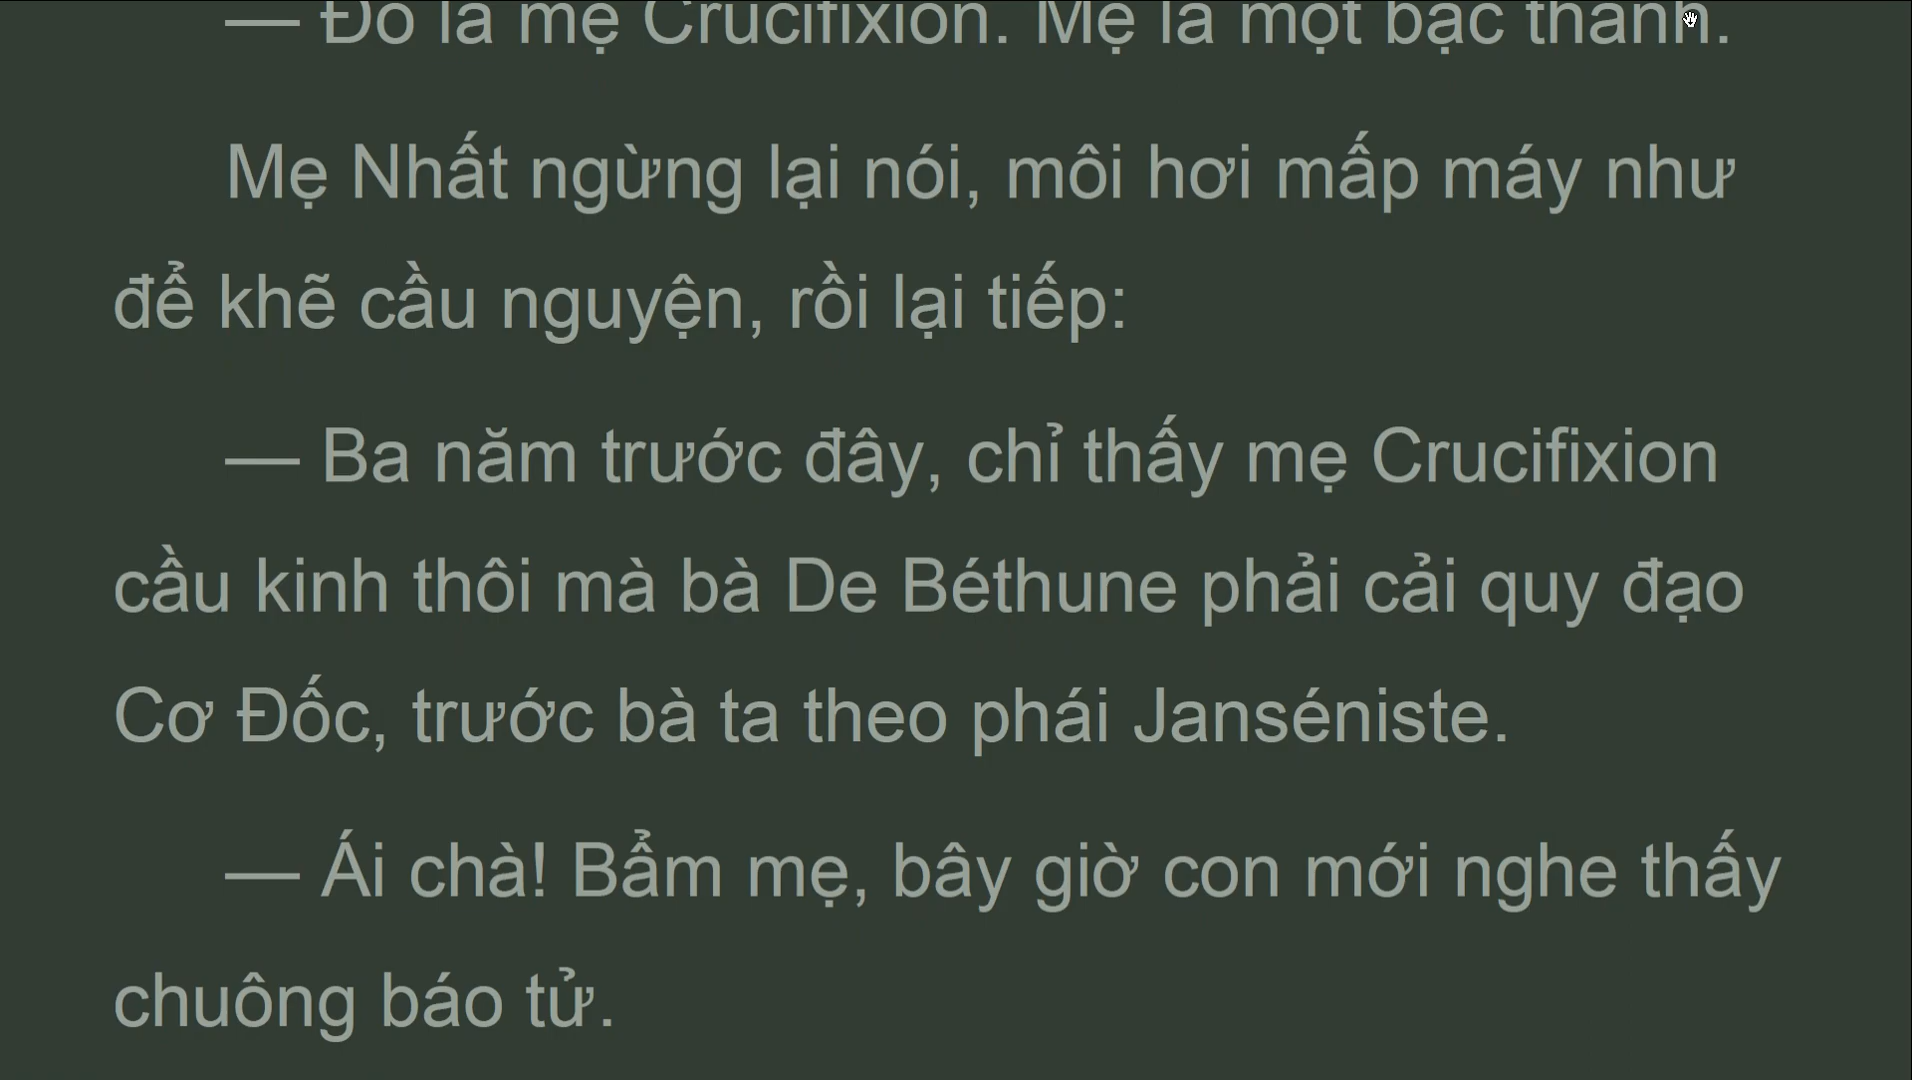 — Đó là mẹ Crucifixion. Mẹ là một bậc thánh.
Mẹ Nhất ngừng lại nói, môi hơi mấp máy như
để khẽ cầu nguyện, rồi lại tiếp:
— Ba năm trước đây, chỉ thấy mẹ Crucifixion
cầu kinh thôi mà bà De Béthune phải cải quy đạo
Cơ Đốc, trước bà ta theo phái Janséniste.
— Ái chà! Bẩm mẹ, bây giờ con mới nghe thấy
chuông báo tử.